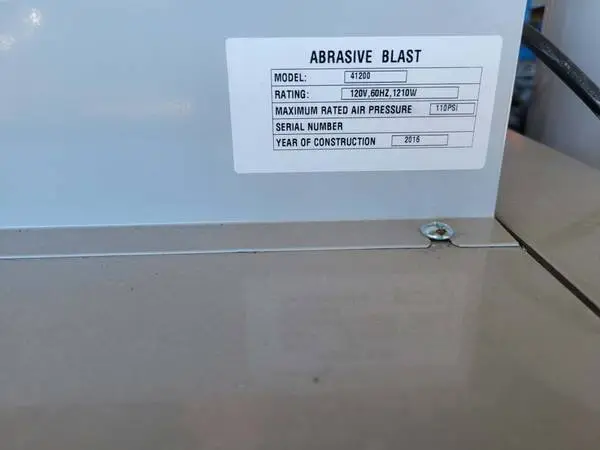 ABRASIVE BLAST
MODEL: 41200
RATING: 120V,60HZ,1210W
MAXIMUM RATED AIR PRESSURE 110PSI
SERIAL NUMBER
YEAR OF CONSTRUCTION 2016